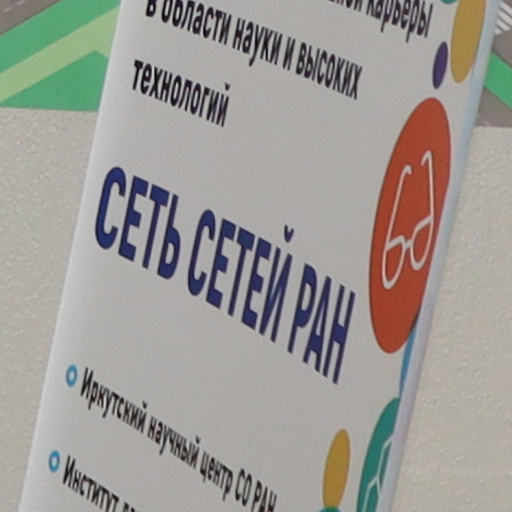 карьеры
в области науки и высоких
технологий
СЕТЬ СЕТЕЙ РАН
Иркутский научный центр СО РАН
Институт